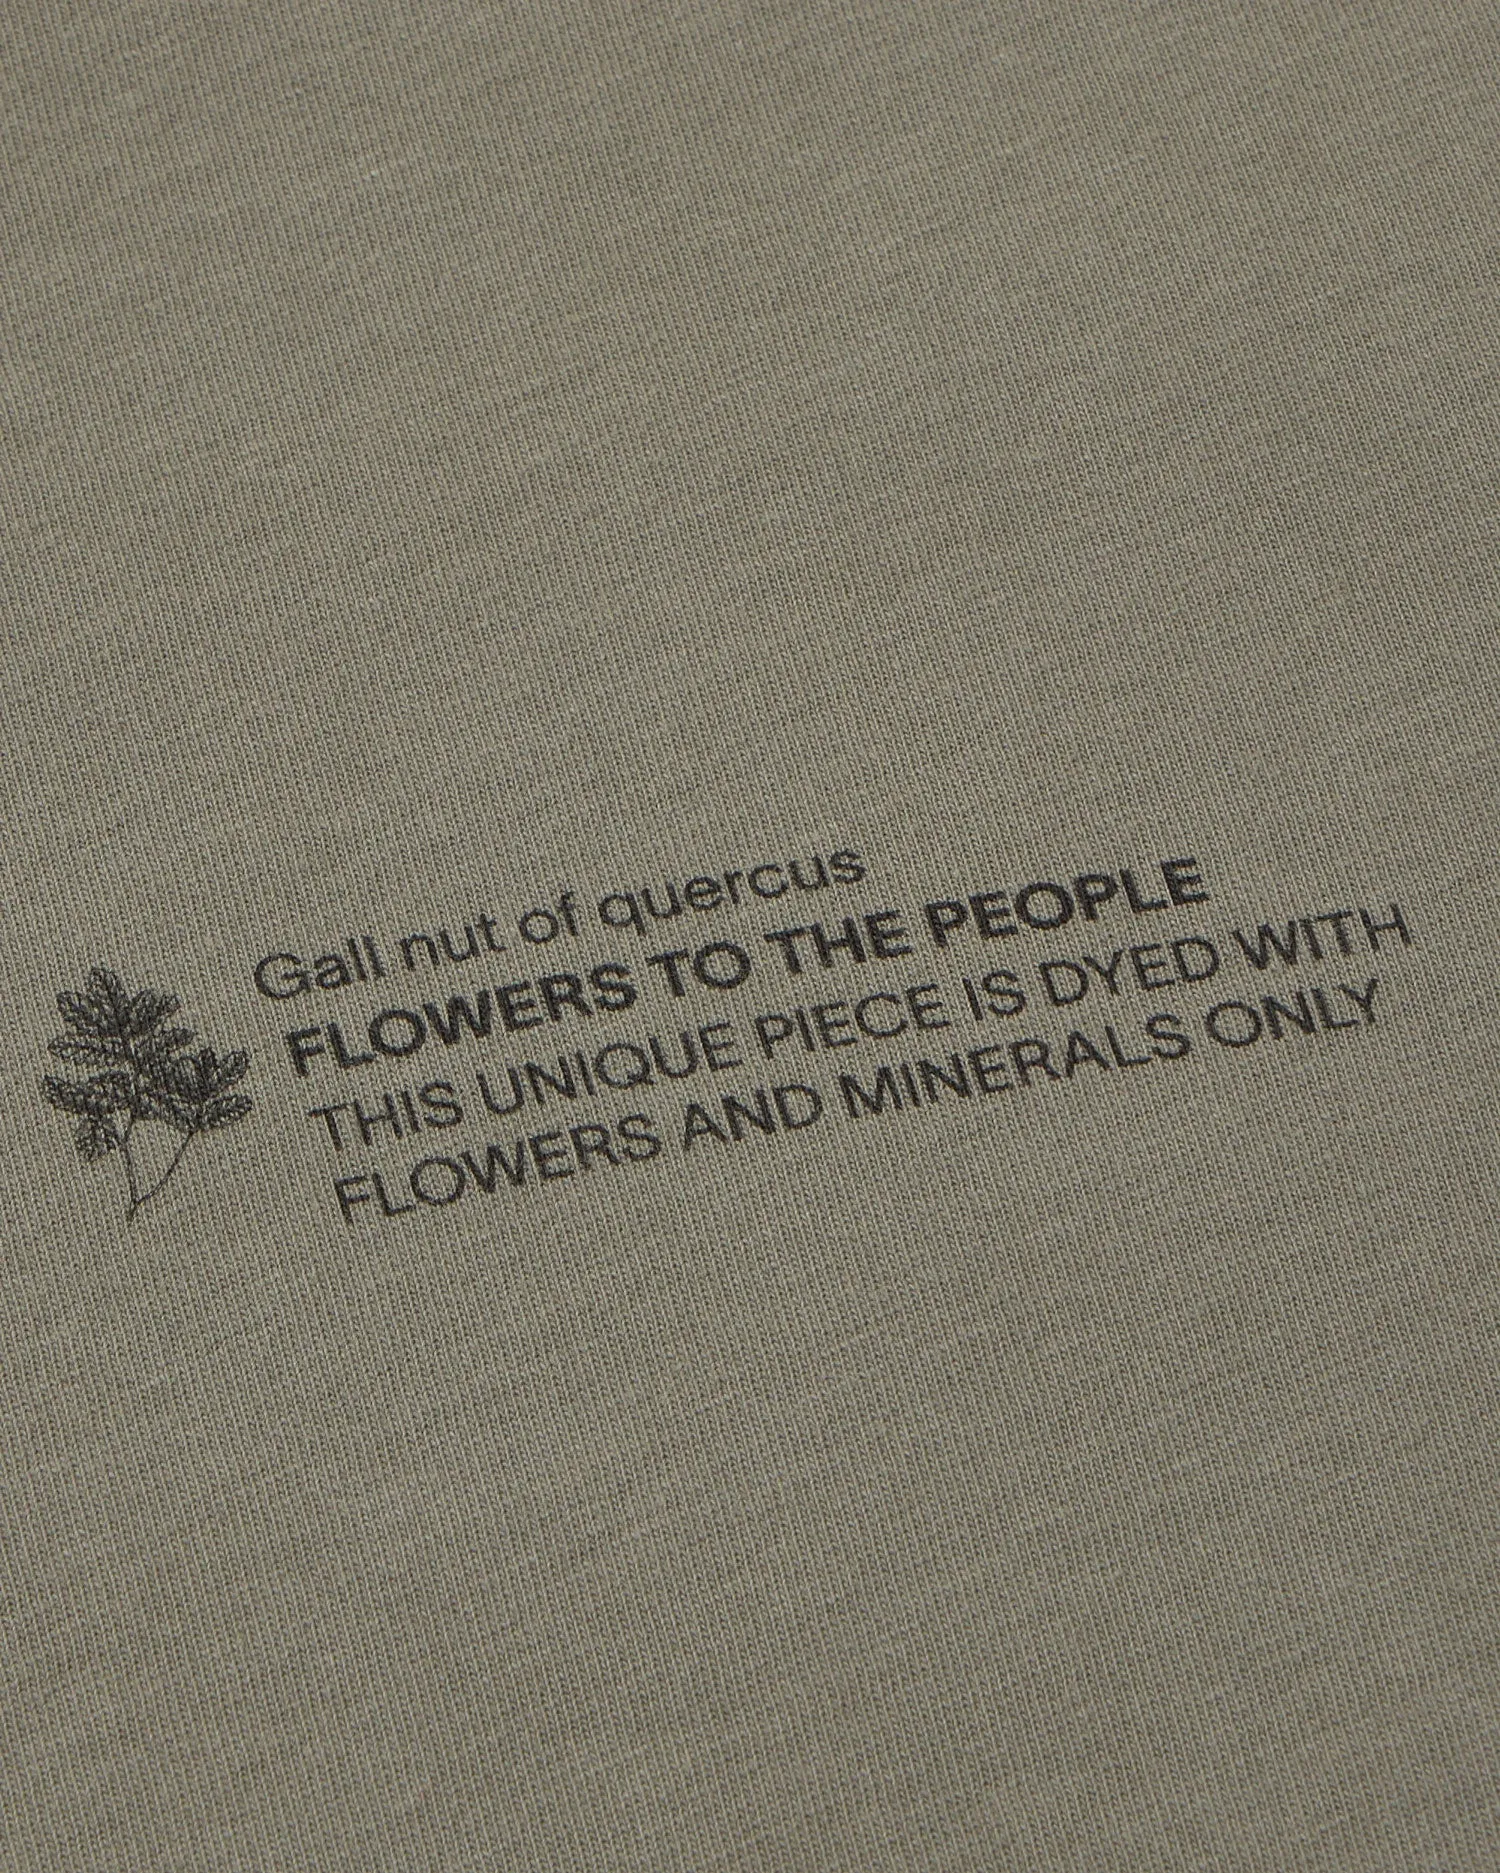 Gall nut of quercus
FLOWERS TO THE PEOPLE
THIS UNIQUE PIECE IS DYED WITH
FLOWERS AND MINERALS ONLY